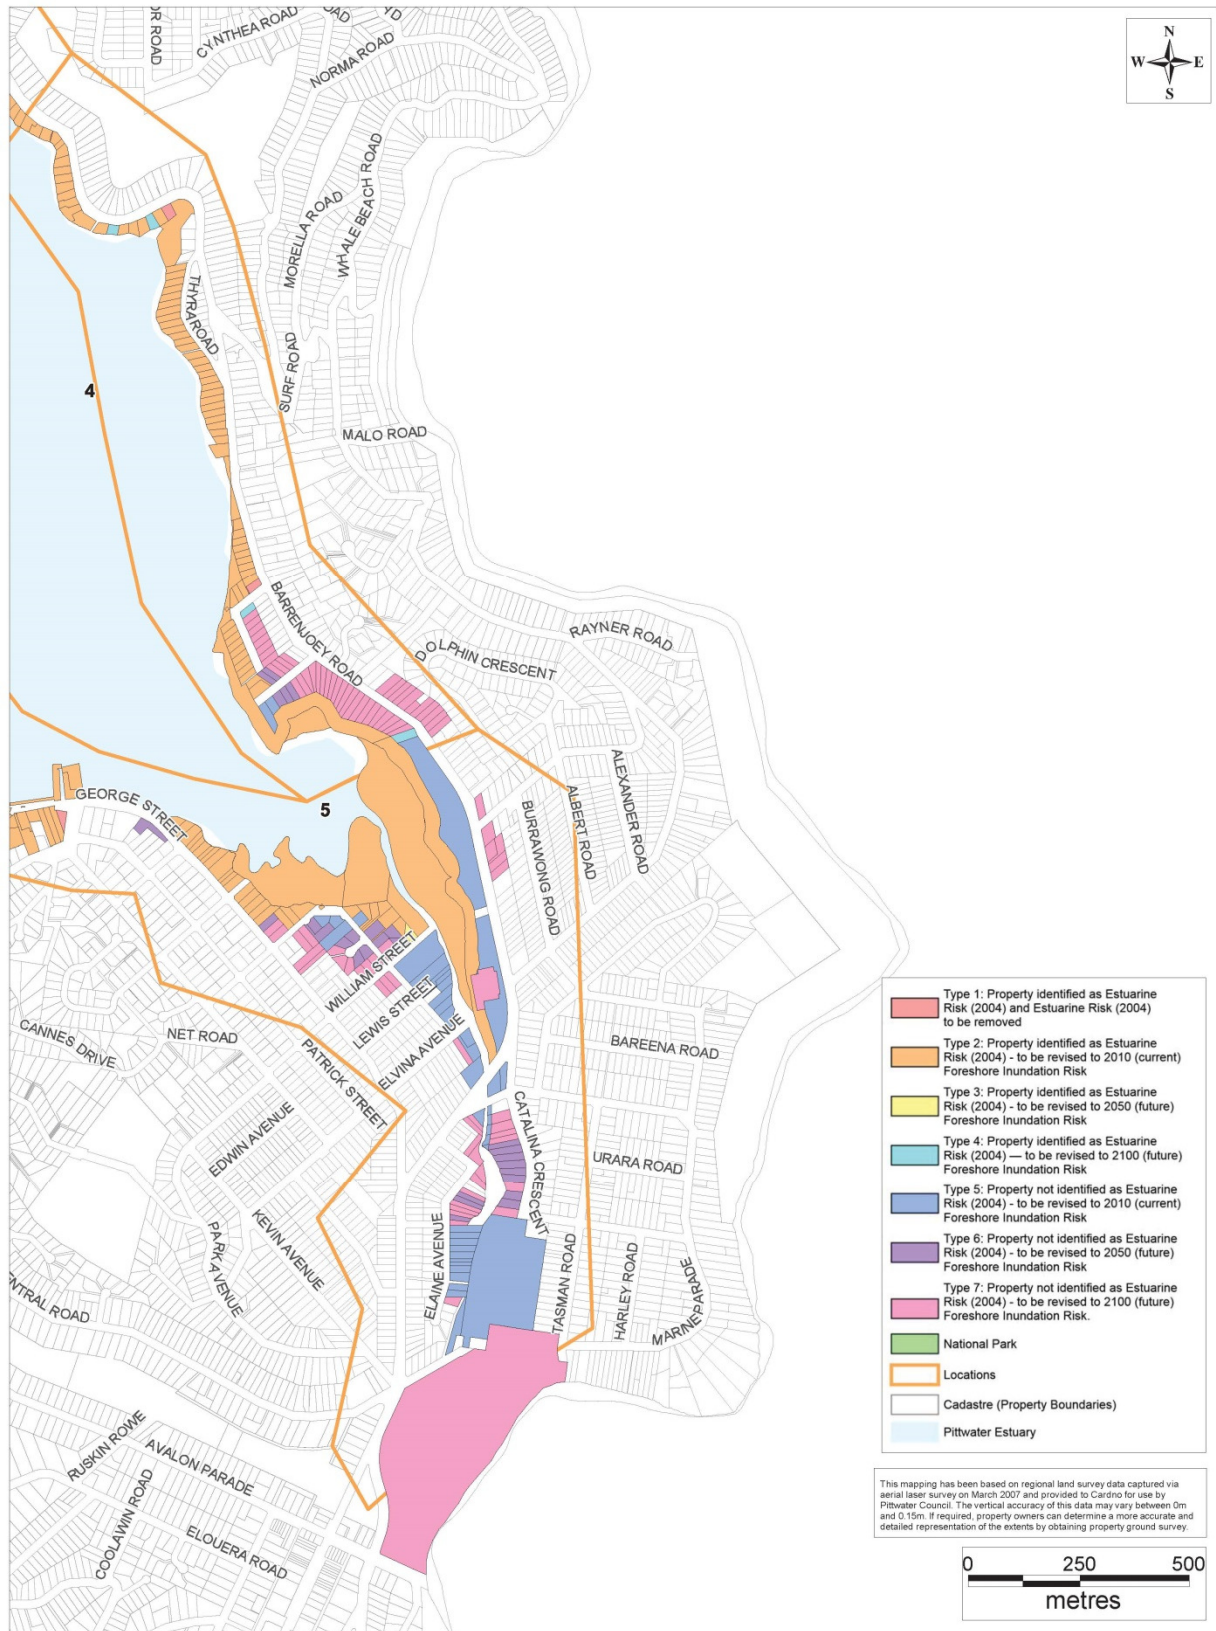 OR ROAD
CYNTHEA ROAD
OAD
YD
NORMA ROAD
N
W
E
S
WHALE BEACH ROAD
MORELLA ROAD
THYRA ROAD
SURF ROAD
4
MALO ROAD
BARRENJOEY ROAD
RAYNER ROAD
DOLPHIN CRESCENT
ALEXANDER ROAD
ALBERT ROAD
BURRAWONG ROAD
GEORGE STREET
5
WILLIAM STREET
LEWIS STREET
ELVINA AVENUE
CANNES DRIVE
NET ROAD
PATRICK STREET
BAREENA ROAD
CATALINA CRESCENT
EDWIN AVENUE
URARA ROAD
KEVIN AVENUE
PARK AVENUE
ELAINE AVENUE
TASMAN ROAD
HARLEY ROAD
MARINE PARADE
ENTRAL ROAD
RUSKIN ROWE
AVALON PARADE
COOLAWIN ROAD
ELOUERA ROAD
Type 1: Property identified as Estuarine
Risk (2004) and Estuarine Risk (2004)
to be removed
Type 2: Property identified as Estuarine
Risk (2004) - to be revised to 2010 (current)
Foreshore Inundation Risk
Type 3: Property identified as Estuarine
Risk (2004) - to be revised to 2050 (future)
Foreshore Inundation Risk
Type 4: Property identified as Estuarine
Risk (2004) — to be revised to 2100 (future)
Foreshore Inundation Risk
Type 5: Property not identified as Estuarine
Risk (2004) - to be revised to 2010 (current)
Foreshore Inundation Risk
Type 6: Property not identified as Estuarine
Risk (2004) - to be revised to 2050 (future)
Foreshore Inundation Risk
Type 7: Property not identified as Estuarine
Risk (2004) - to be revised to 2100 (future)
Foreshore Inundation Risk.
National Park
Locations
Cadastre (Property Boundaries)
Pittwater Estuary
This mapping has been based on regional land survey data captured via
aerial laser survey on March 2007 and provided to Cardno for use by
Pittwater Council. The vertical accuracy of this data may vary between 0m
and 0.15m. If required, property owners can determine a more accurate and
detailed representation of the extents by obtaining property ground survey.
0 250 500
metres